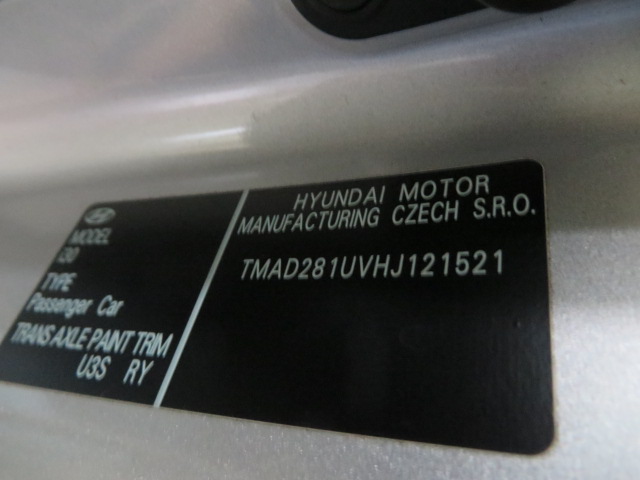 MODEL
i30
TYPE
Passenger Car
TRANS AXLE PAINT TRIM
U3S RY
HYUNDAI MOTOR
MANUFACTURING CZECH S.R.O.
TMAD281UVHJ121521